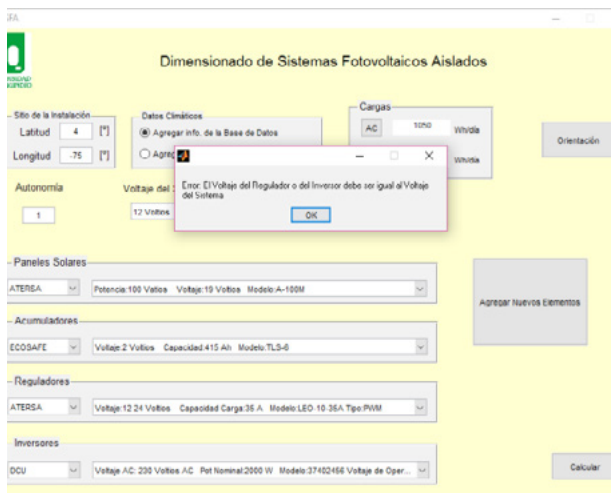 SFA
Dimensionado de Sistemas Fotovoltaicos Aislados
Sitio de la Instalación
Latitud 4 [°]
Longitud -75 [°]
Datos Climáticos
Agregar info. de la Base de Datos
Cargas
AC 1050 Wh/día
Wh/día
Orientación
Error: El Voltaje del Regulador o del Inversor debe ser igual al Voltaje
del Sistema
OK
Autonomía
1
Voltaje del
12 Voltios
Paneles Solares
ATERSA Potencia:100 Vatios Voltaje:19 Voltios Modelo:A-100M
Agregar Nuevos Elementos
Acumuladores
ECOSAFE Voltaje:2 Voltios Capacidad:415 Ah Modelo:TLS-6
Reguladores
ATERSA Voltaje:12 24 Voltios Capacidad Carga:35 A Modelo:LEO-10-35A Tipo:PWM
Inversores
DCU Voltaje AC: 230 Voltios AC Pot Nominal:2000 W Modelo:37402456 Voltaje de Oper...
Calcular